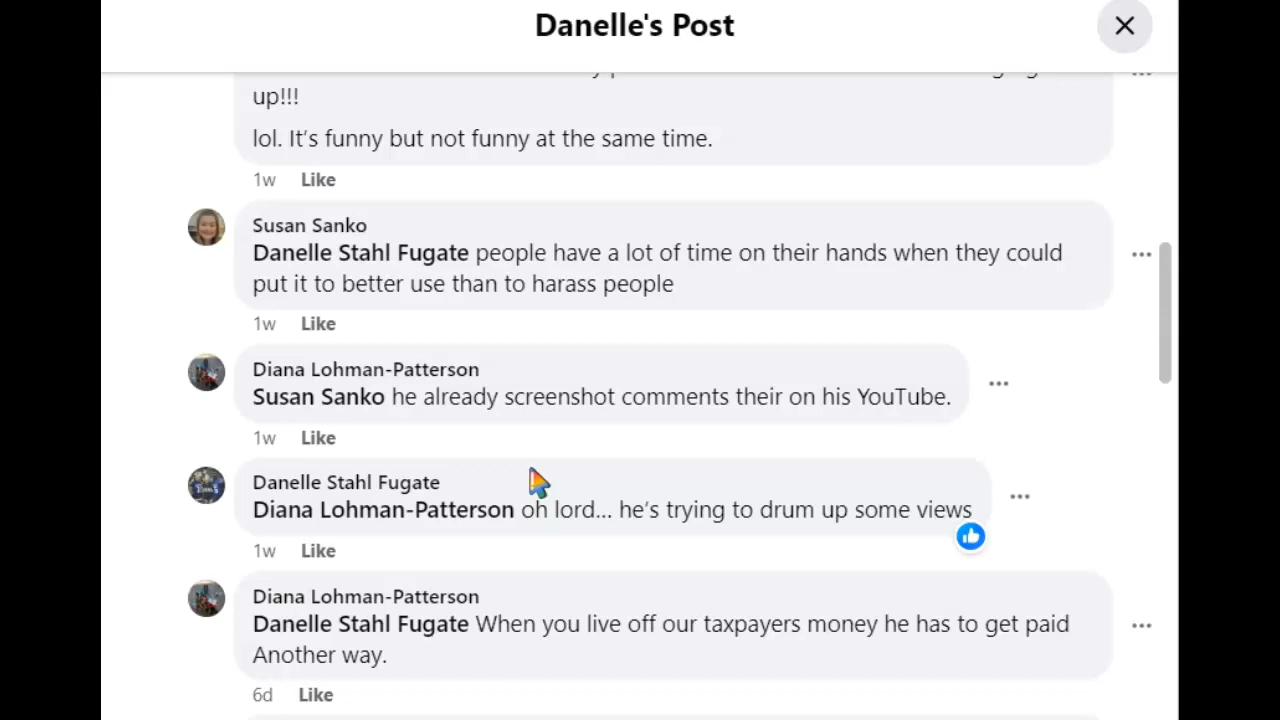 Danelle's Post
up!!!
lol. It's funny but not funny at the same time.
1w Like
Susan Sanko
Danelle Stahl Fugate people have a lot of time on their hands when they could
put it to better use than to harass people
1w Like
Diana Lohman-Patterson
Susan Sanko he already screenshot comments their on his YouTube.
1w Like
Danelle Stahl Fugate
Diana Lohman-Patterson oh lord... he's trying to drum up some views
1w Like
Diana Lohman-Patterson
Danelle Stahl Fugate When you live off our taxpayers money he has to get paid
Another way.
6d Like